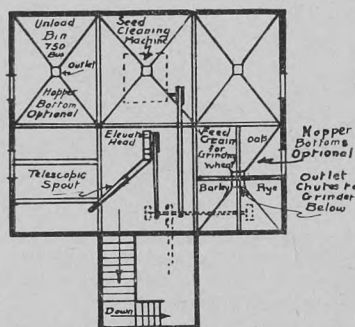 Unload
Bin
750
Bus
Outlet
Hopper
Bottom
Optional
Seed
Cleaning
Machine
Elevator
Head
Telescopic
Spout
Feed
Grain
for
Grinding
Wheat
Oats
Barley
Rye
Hopper
Bottoms
Optional
Outlet
Chutes to
Grinder
Below
Down